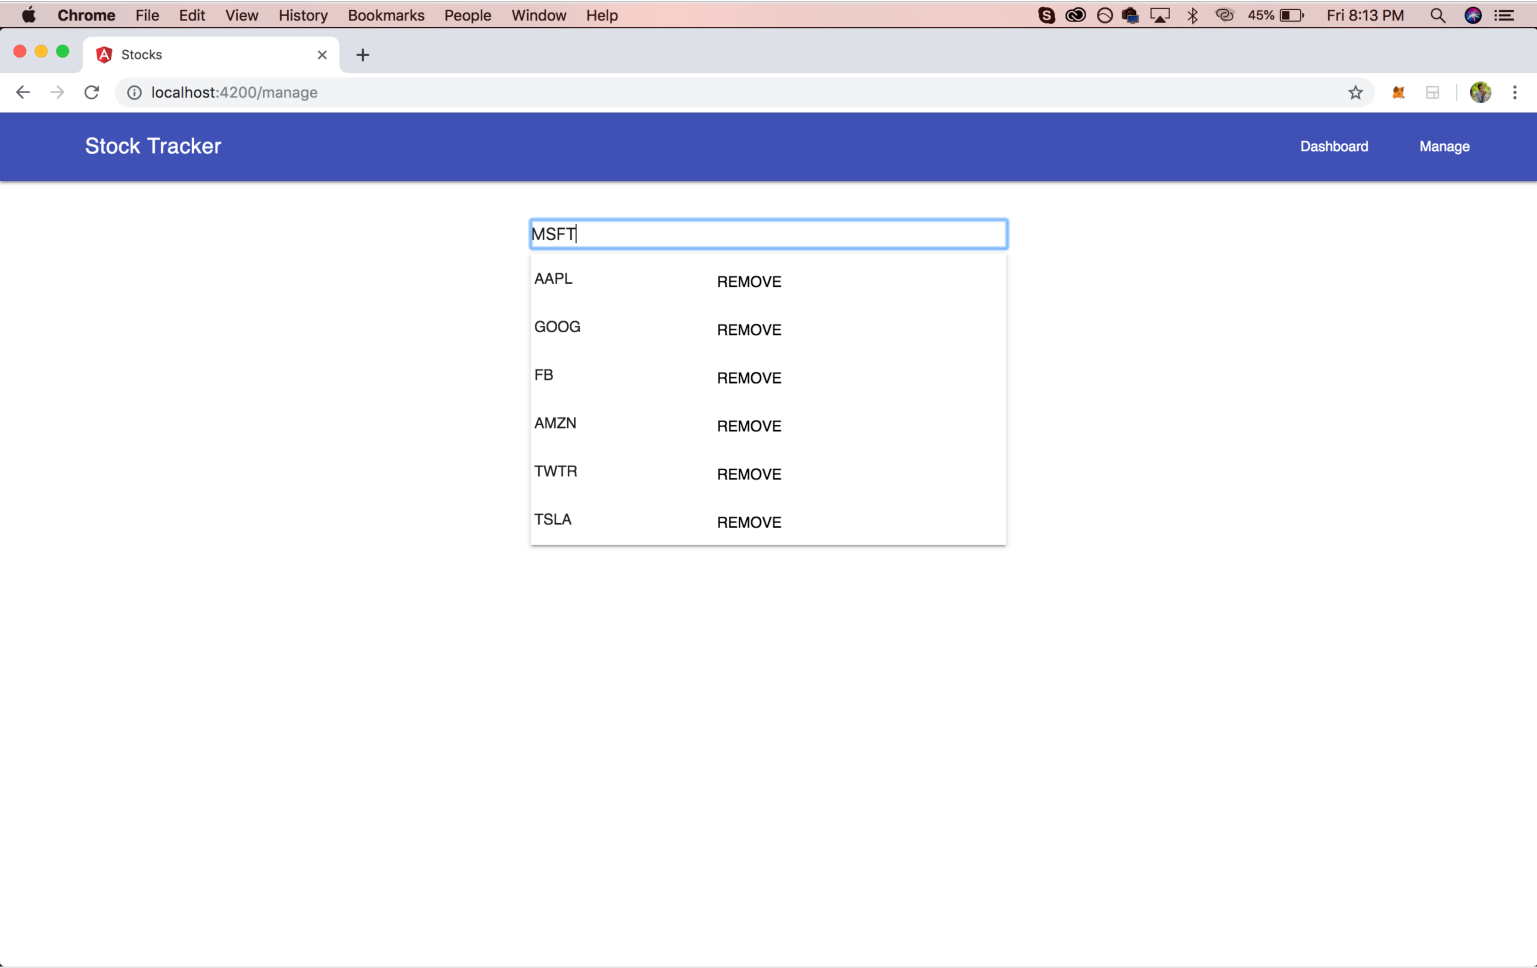 Chrome File Edit View History Bookmarks People Window Help 45% Fri 8:13 PM
Stocks
localhost:4200/manage
Stock Tracker Dashboard Manage
MSFT
AAPL REMOVE
GOOG REMOVE
FB REMOVE
AMZN REMOVE
TWTR REMOVE
TSLA REMOVE